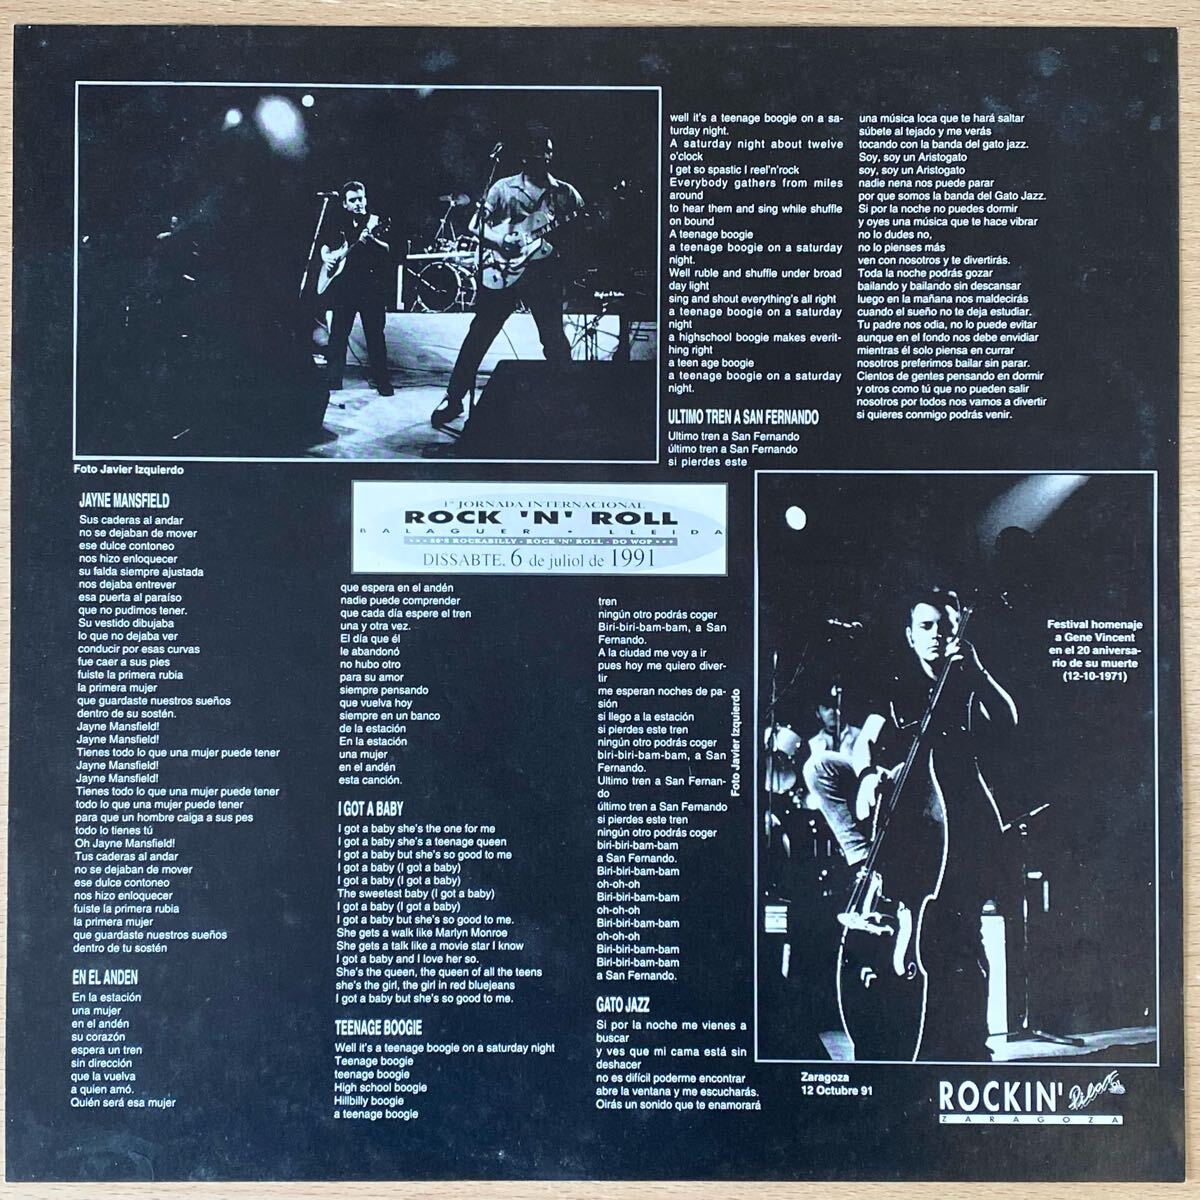 Foto Javier Izquierdo
JAYNE MANSFIELD
Sus caderas al andar
no se dejaban de mover
ese dulce contoneo
nos hizo enloquecer
su falda siempre ajustada
nos dejaba entrever
esa puerta al paraíso
que no pudimos tener.
Su vestido dibujaba
lo que no dejaba ver
conducir por esas curvas
fue caer a sus pies
fuiste la primera rubia
la primera mujer
que guardaste nuestros sueños
dentro de su sostén.
Jayne Mansfield!
Jayne Mansfield!
Tienes todo lo que una mujer puede tener
Jayne Mansfield!
Jayne Mansfield!
Tienes todo lo que una mujer puede tener
todo lo que una mujer puede tener
para que un hombre caiga a sus pes
todo lo tienes tú
Oh Jayne Mansfield!
Tus caderas al andar
no se dejaban de mover
ese dulce contoneo
nos hizo enloquecer
fuiste la primera rubia
la primera mujer
que guardaste nuestros sueños
dentro de tu sostén
EN EL ANDEN
En la estación
una mujer
en el andén
su corazón
espera un tren
sin dirección
que la vuelva
a quien amó.
Quién será esa mujer
1ª JORNADA INTERNACIONAL
ROCK 'N' ROLL
BALAGUER - LLEIDA
50'S ROCKABILLY - ROCK 'N' ROLL - DO WOP
DISSABTE, 6 de juliol de 1991
que espera en el andén
nadie puede comprender
que cada día espere el tren
una y otra vez.
El día que él
le abandonó
no hubo otro
para su amor
siempre pensando
que vuelva hoy
siempre en un banco
de la estación
En la estación
una mujer
en el andén
esta canción.
I GOT A BABY
I got a baby she's the one for me
I got a baby she's a teenage queen
I got a baby but she's so good to me
I got a baby (I got a baby)
I got a baby (I got a baby)
The sweetest baby (I got a baby)
I got a baby (I got a baby)
I got a baby but she's so good to me.
She gets a walk like Marlyn Monroe
She gets a talk like a movie star I know
I got a baby and I love her so.
She's the queen, the queen of all the teens
she's the girl, the girl in red bluejeans
I got a baby but she's so good to me.
TEENAGE BOOGIE
Well it's a teenage boogie on a saturday night
Teenage boogie
teenage boogie
High school boogie
Hillbilly boogie
a teenage boogie
well it's a teenage boogie on a sa-
turday night.
A saturday night about twelve
o'clock
I get so spastic I reel'n'rock
Everybody gathers from miles
around
to hear them and sing while shuffle
on bound
A teenage boogie
a teenage boogie on a saturday
night.
Well ruble and shuffle under broad
day light
sing and shout everything's all right
a teenage boogie on a saturday
night
a highschool boogie makes everit-
hing right
a teen age boogie
a teenage boogie on a saturday
night.
ULTIMO TREN A SAN FERNANDO
Ultimo tren a San Fernando
último tren a San Fernando
si pierdes este
tren
ningún otro podrás coger
Biri-biri-bam-bam, a San
Fernando.
A la ciudad me voy a ir
pues hoy me quiero diver-
tir
me esperan noches de pa-
sión
si llego a la estación
si pierdes este tren
ningún otro podrás coger
biri-biri-bam-bam, a San
Fernando.
Ultimo tren a San Fernan-
do
último tren a San Fernando
si pierdes este tren
ningún otro podrás coger
biri-biri-bam-bam
a San Fernando.
Biri-biri-bam-bam
oh-oh-oh
Biri-biri-bam-bam
oh-oh-oh
Biri-biri-bam-bam
oh-oh-oh
Biri-biri-bam-bam
Biri-biri-bam-bam
a San Fernando.
GATO JAZZ
Si por la noche me vienes a
buscar
y ves que mi cama está sin
deshacer
no es difícil poderme encontrar
abre la ventana y me escucharás.
Oirás un sonido que te enamorará
una música loca que te hará saltar
súbete al tejado y me verás
tocando con la banda del gato jazz.
Soy, soy un Aristogato
soy, soy un Aristogato
nadie nena nos puede parar
por que somos la banda del Gato Jazz.
Si por la noche no puedes dormir
y oyes una música que te hace vibrar
no lo dudes no,
no lo pienses más
ven con nosotros y te divertirás.
Toda la noche podrás gozar
bailando y bailando sin descansar
luego en la mañana nos maldecirás
cuando el sueño no te deja estudiar.
Tu padre nos odia, no lo puede evitar
aunque en el fondo nos debe envidiar
mientras él solo piensa en currar
nosotros preferimos bailar sin parar.
Cientos de gentes pensando en dormir
y otros como tú que no pueden salir
nosotros por todos nos vamos a divertir
si quieres conmigo podrás venir.
Foto Javier Izquierdo
Festival homenaje
a Gene Vincent
en el 20 aniversa-
rio de su muerte
(12-10-1971)
Zaragoza
12 Octubre 91
ROCKIN'
ZARAGOZA